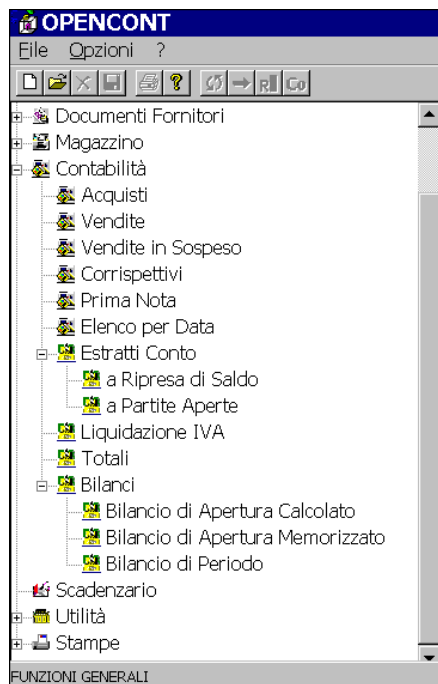 OPENCONT
File Opzioni ?
Documenti Fornitori
Magazzino
Contabilità
Acquisti
Vendite
Vendite in Sospeso
Corrispettivi
Prima Nota
Elenco per Data
Estratti Conto
a Ripresa di Saldo
a Partite Aperte
Liquidazione IVA
Totali
Bilanci
Bilancio di Apertura Calcolato
Bilancio di Apertura Memorizzato
Bilancio di Periodo
Scadenzario
Utilità
Stampe
FUNZIONI GENERALI